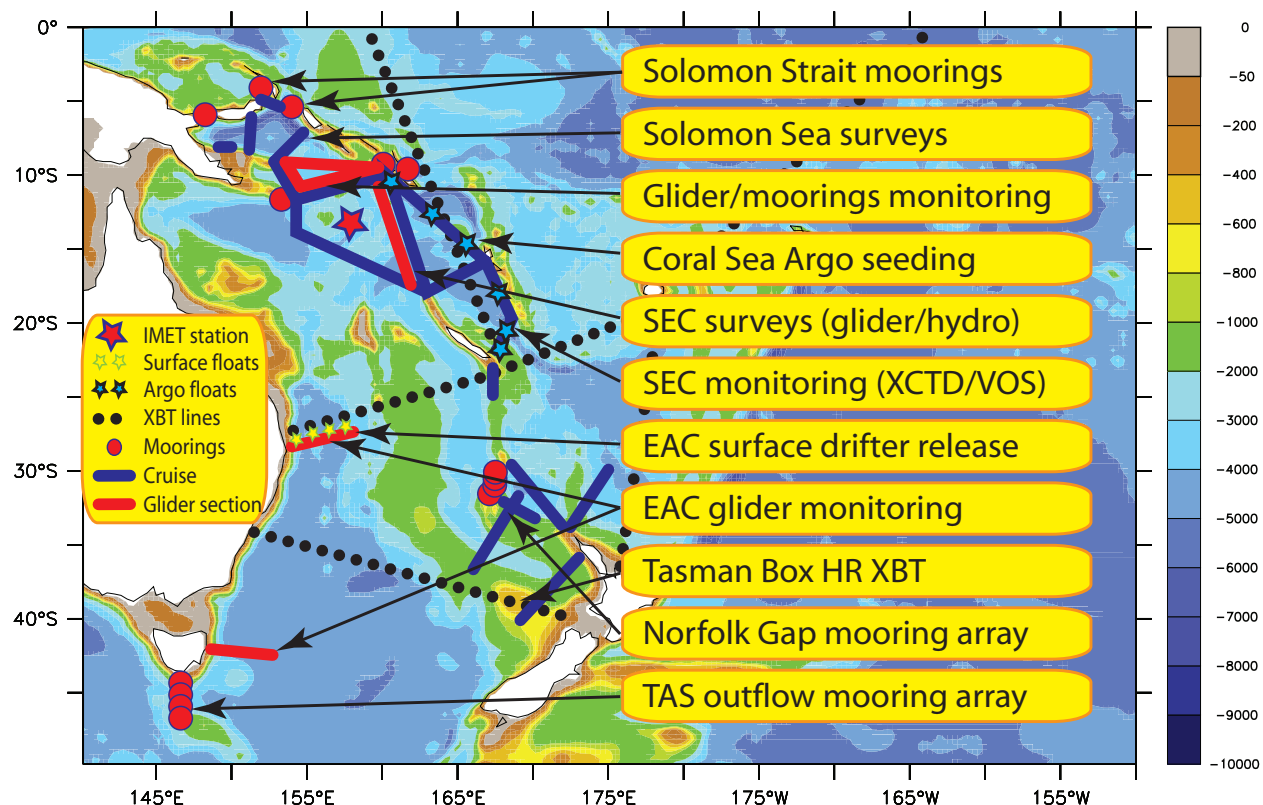 0°
10°S
20°S
30°S
40°S
145°E
155°E
165°E
175°E
175°W
165°W
155°W
Solomon Strait moorings
Solomon Sea surveys
Glider/moorings monitoring
Coral Sea Argo seeding
SEC surveys (glider/hydro)
SEC monitoring (XCTD/VOS)
EAC surface drifter release
EAC glider monitoring
Tasman Box HR XBT
Norfolk Gap mooring array
TAS outflow mooring array
IMET station
Surface floats
Argo floats
XBT lines
Moorings
Cruise
Glider section
0
-50
-200
-400
-600
-800
-1000
-2000
-3000
-4000
-5000
-6000
-7000
-8000
-9000
-10000